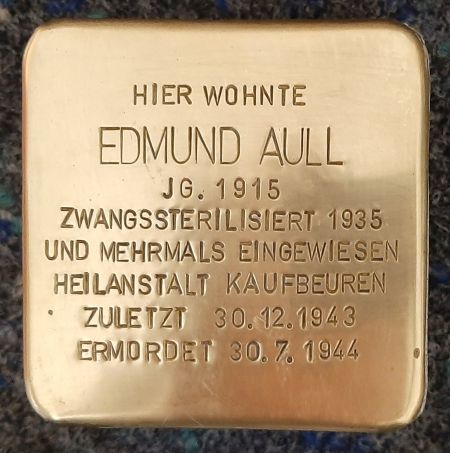 HIER WOHNTE
EDMUND AULL
JG. 1915
ZWANGSSTERILISIERT 1935
UND MEHRMALS EINGEWIESEN
HEILANSTALT KAUFBEUREN
ZULETZT 30.12.1943
ERMORDET 30.7.1944